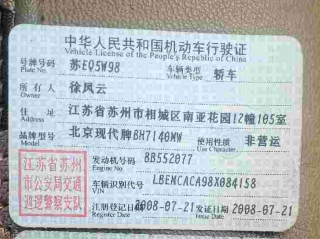 中华人民共和国机动车行驶证
Vehicle License of the People's Republic of China
号牌号码 苏EQ5W98 车辆类型 轿车
Plate No. Vehicle Type
所有人 徐凤云
Owner
住址 江苏省苏州市相城区南亚花园12幢105室
Address
品牌型号 北京现代牌BH7140MW 使用性质 非营运
Model Use Character
发动机号码 8B552077
Engine No.
车辆识别代号 LBEMCACA98X084158
VIN
注册登记日期 2008-07-21 发证日期 2008-07-21
Register Date Issue Date
江苏省苏州
市公安局交通
巡逻警察支队